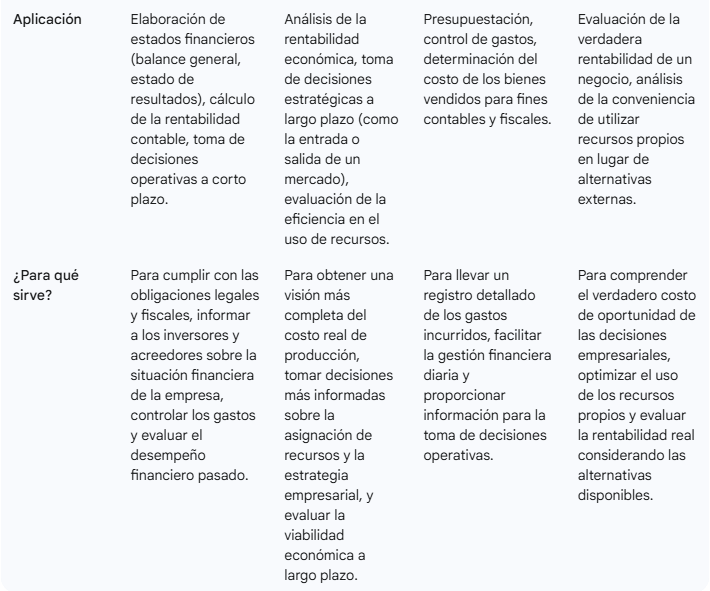 Aplicación
Elaboración de
estados financieros
(balance general,
estado de
resultados), cálculo
de la rentabilidad
contable, toma de
decisiones
operativas a corto
plazo.
Análisis de la
rentabilidad
económica, toma
de decisiones
estratégicas a
largo plazo (como
la entrada o
salida de un
mercado),
evaluación de la
eficiencia en el
uso de recursos.
Presupuestación,
control de gastos,
determinación del
costo de los bienes
vendidos para fines
contables y fiscales.
Evaluación de la
verdadera
rentabilidad de un
negocio, análisis
de la conveniencia
de utilizar
recursos propios
en lugar de
alternativas
externas.
¿Para qué
sirve?
Para cumplir con las
obligaciones legales
y fiscales, informar
a los inversores y
acreedores sobre la
situación financiera
de la empresa,
controlar los gastos
y evaluar el
desempeño
financiero pasado.
Para obtener una
visión más
completa del
costo real de
producción,
tomar decisiones
más informadas
sobre la
asignación de
recursos y la
estrategia
empresarial, y
evaluar la
viabilidad
económica a
largo plazo.
Para llevar un
registro detallado
de los gastos
incurridos, facilitar
la gestión financiera
diaria y
proporcionar
información para la
toma de decisiones
operativas.
Para comprender
el verdadero costo
de oportunidad de
las decisiones
empresariales,
optimizar el uso
de los recursos
propios y evaluar
la rentabilidad real
considerando las
alternativas
disponibles.